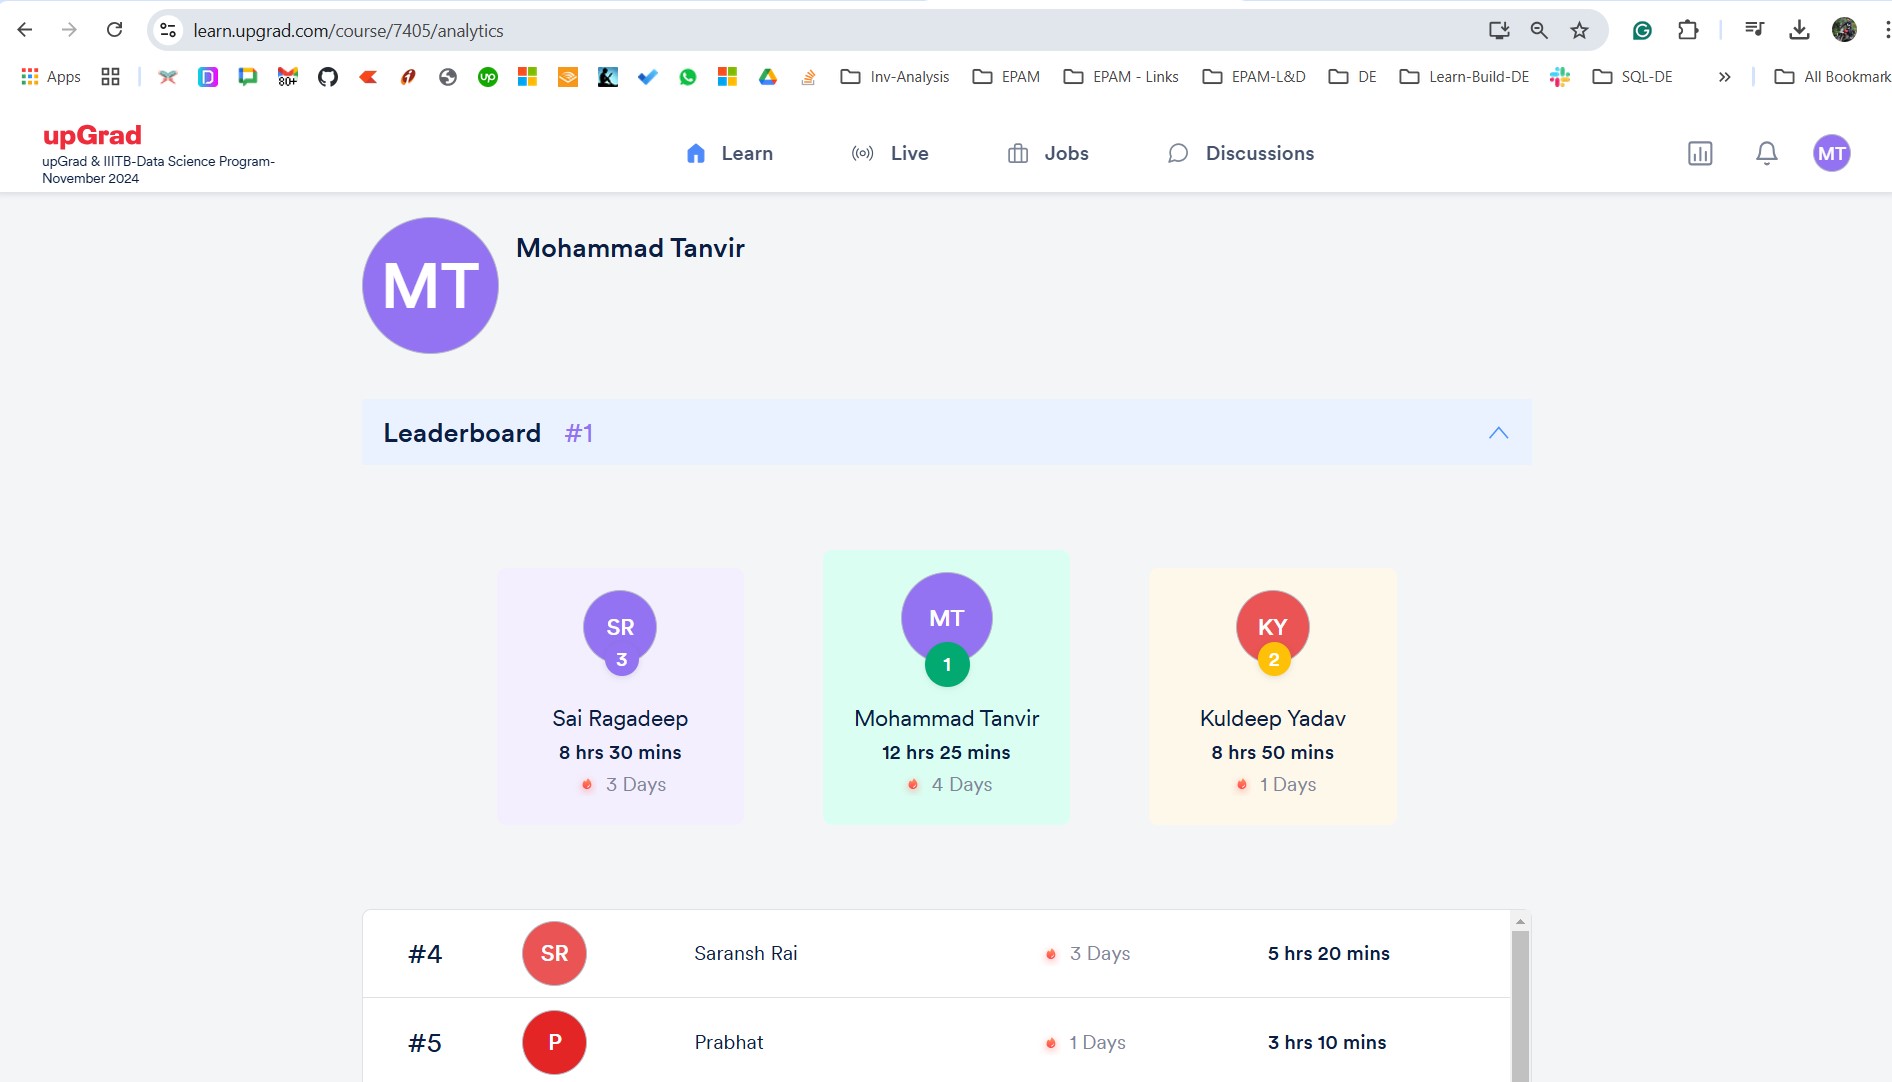 learn.upgrad.com/course/7405/analytics
Apps
80+
up
Inv-Analysis
EPAM
EPAM - Links
EPAM-L&D
DE
Learn-Build-DE
SQL-DE
»
All Bookmark
upGrad
upGrad & IIITB-Data Science Program-
November 2024
Learn
Live
Jobs
Discussions
MT
MT
Mohammad Tanvir
Leaderboard #1
SR
3
Sai Ragadeep
8 hrs 30 mins
3 Days
MT
1
Mohammad Tanvir
12 hrs 25 mins
4 Days
KY
2
Kuldeep Yadav
8 hrs 50 mins
1 Days
#4 SR Saransh Rai 3 Days 5 hrs 20 mins
#5 P Prabhat 1 Days 3 hrs 10 mins